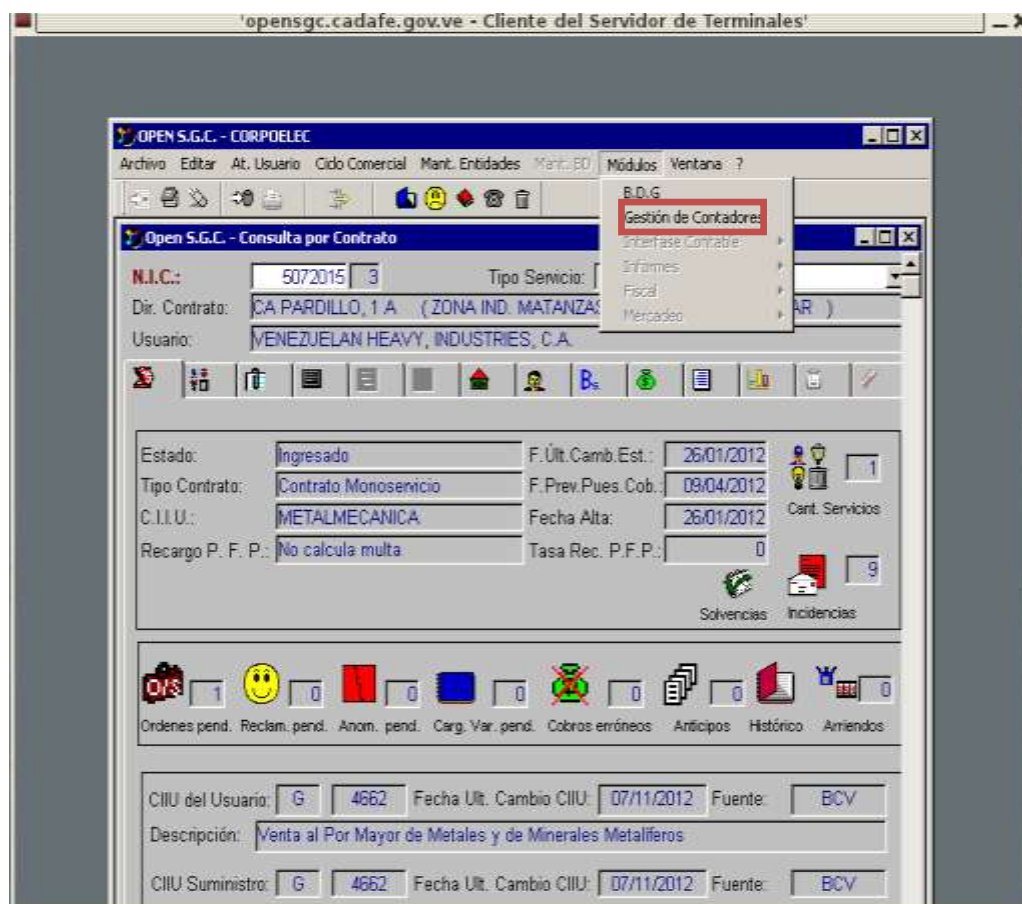 'opensgc.cadafe.gov.ve - Cliente del Servidor de Terminales'
OPEN S.G.C. - CORPOELEC
Archivo Editar At. Usuario Ciclo Comercial Mant. Entidades Mant. BD Módulos Ventana ?
B.D.G
Gestión de Contadores
Interfase Contable
Informes
Fiscal
Mercadeo
Open S.G.C. - Consulta por Contrato
N.I.C.: 5072015 3 Tipo Servicio:
Dir. Contrato: CA PARDILLO, 1 A ( ZONA IND. MATANZAS AR )
Usuario: VENEZUELAN HEAVY, INDUSTRIES, C.A.
Bs.
Estado: Ingresado F.Últ.Camb.Est.: 26/01/2012 1
Tipo Contrato: Contrato Monoservicio F.Prev.Pues.Cob.: 09/04/2012
Cant. Servicios
C.I.I.U.: METALMECANICA Fecha Alta: 26/01/2012
Recargo P. F. P.: No calcula multa Tasa Rec. P.F.P.: 0
9
Solvencias Incidencias
O/S 1 0 0 0 0 0 0
Ordenes pend. Reclam. pend. Anom. pend. Carg. Var. pend. Cobros erróneos Anticipos Histórico Arriendos
CIIU del Usuario: G 4662 Fecha Ult. Cambio CIIU: 07/11/2012 Fuente: BCV
Descripción: Venta al Por Mayor de Metales y de Minerales Metalíferos
CIIU Suministro: G 4662 Fecha Ult. Cambio CIIU: 07/11/2012 Fuente: BCV